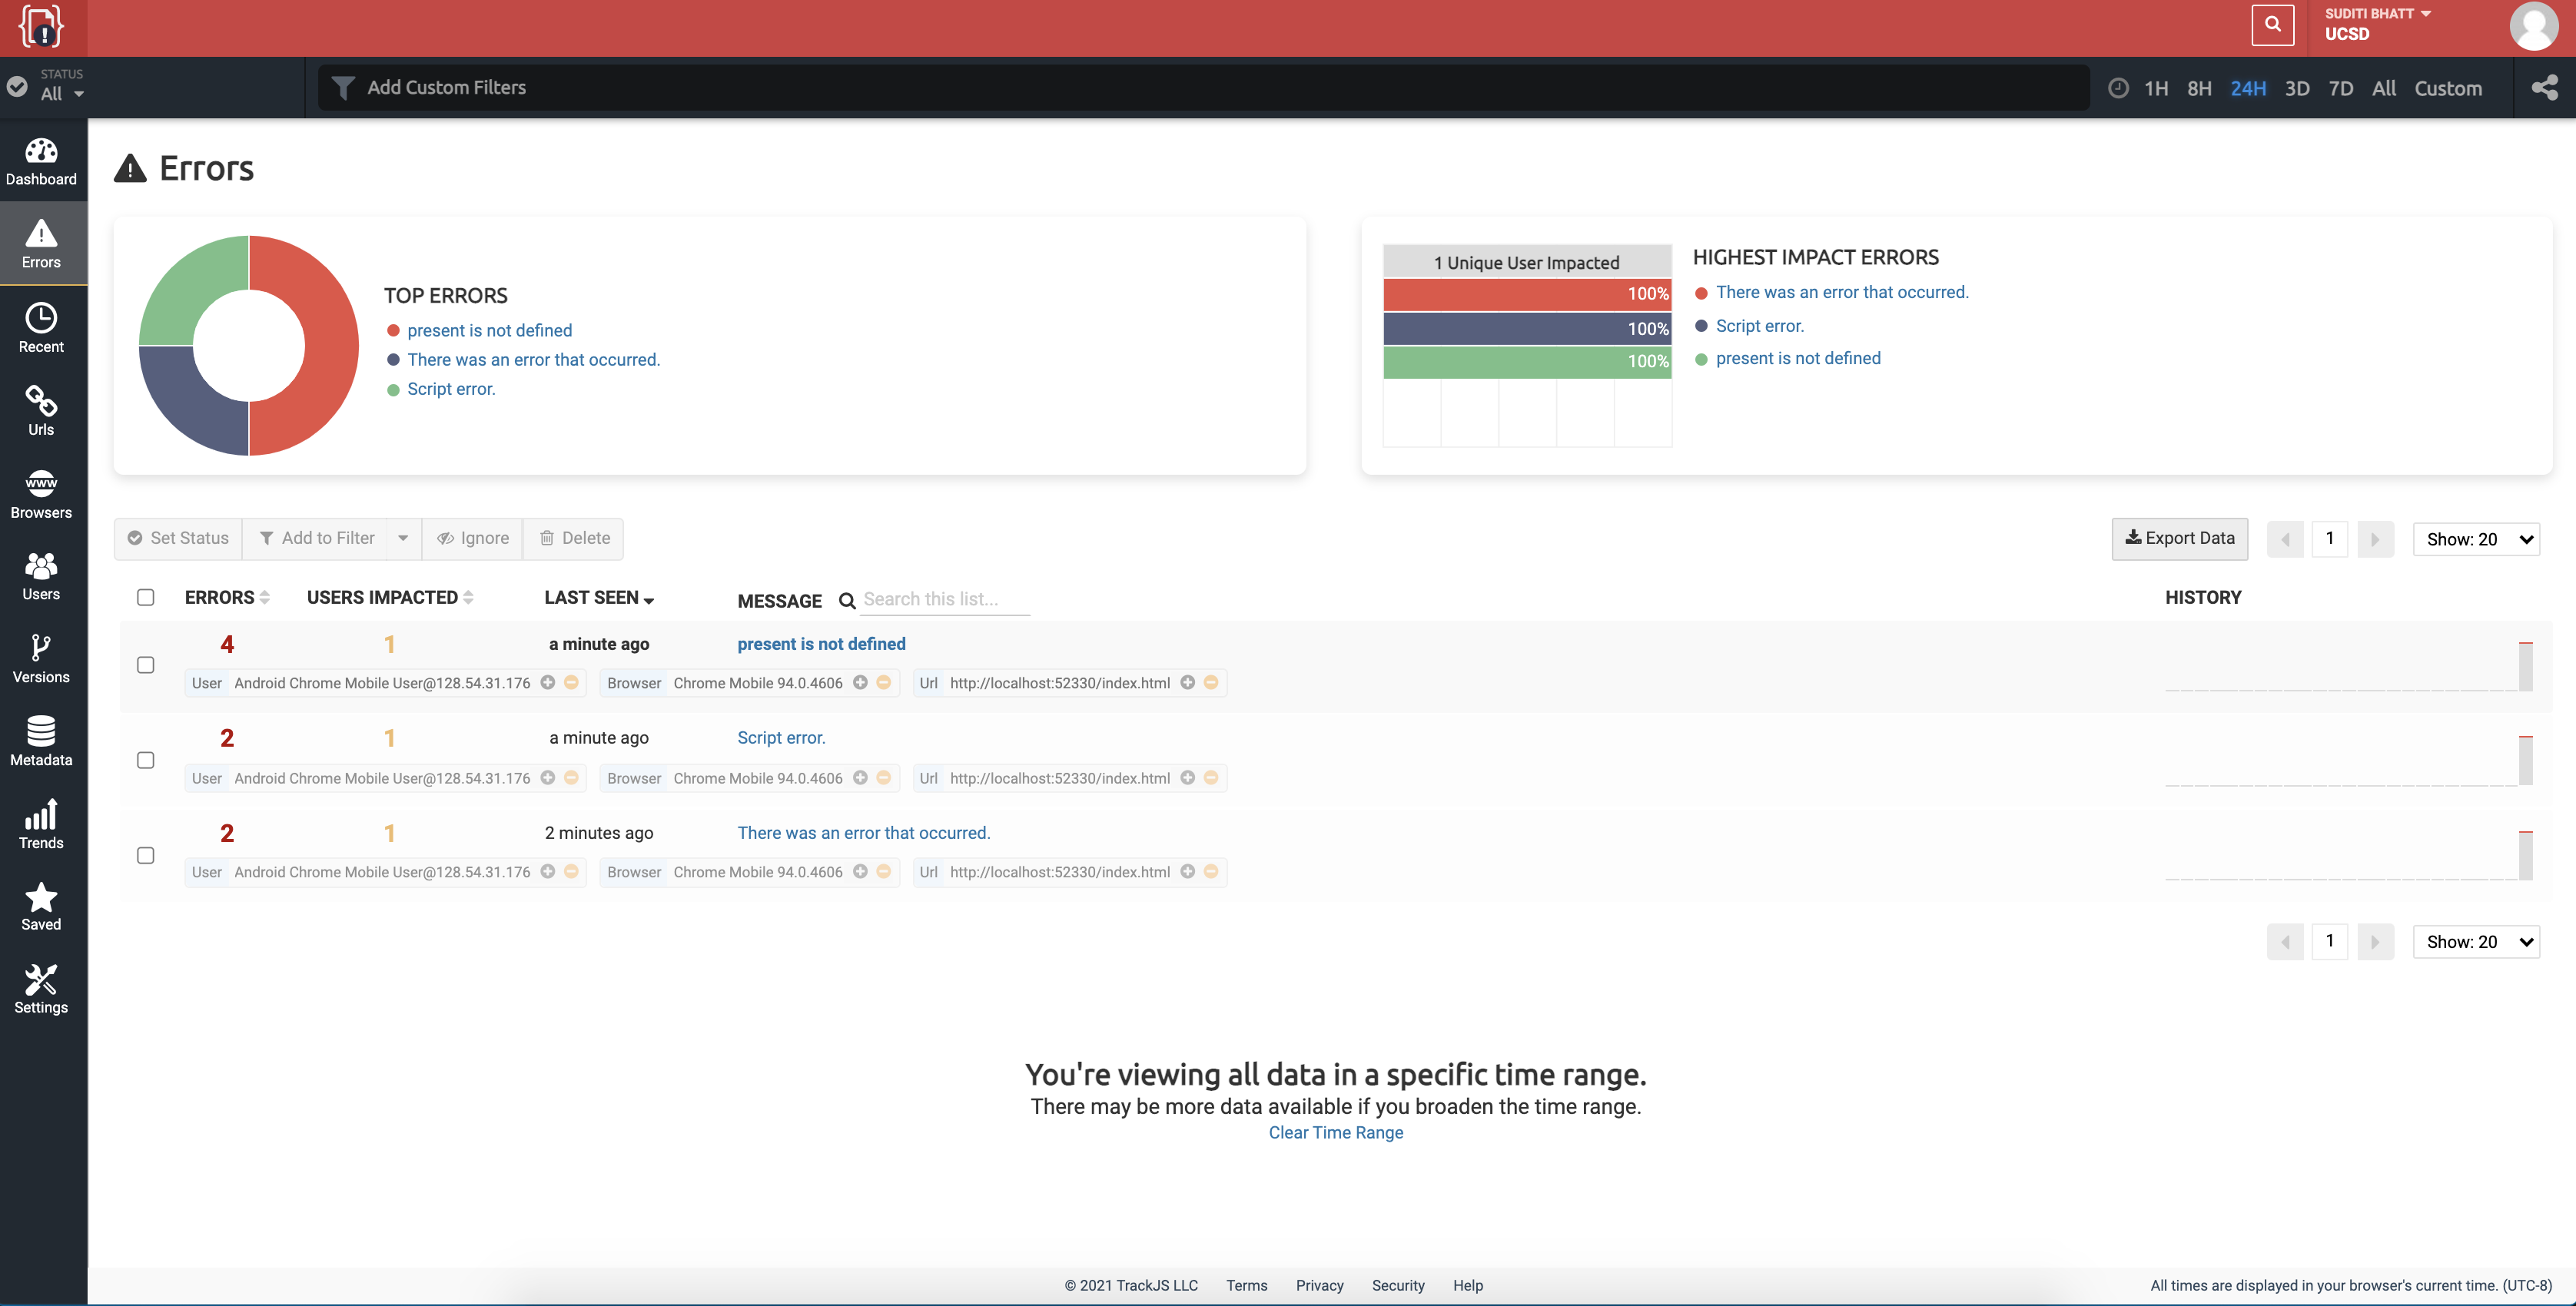 SUDITI BHATT
UCSD
STATUS
All
Add Custom Filters
1H 8H 24H 3D 7D All Custom
Dashboard
Errors
Recent
Urls
WWW
Browsers
Users
Versions
Metadata
Trends
Saved
Settings
Errors
TOP ERRORS
present is not defined
There was an error that occurred.
Script error.
1 Unique User Impacted
100%
100%
100%
HIGHEST IMPACT ERRORS
There was an error that occurred.
Script error.
present is not defined
Set Status Add to Filter Ignore Delete
Export Data 1 Show: 20
ERRORS USERS IMPACTED LAST SEEN MESSAGE Search this list... HISTORY
4 1 a minute ago present is not defined
User Android Chrome Mobile User@128.54.31.176 Browser Chrome Mobile 94.0.4606 Url http://localhost:52330/index.html
2 1 a minute ago Script error.
User Android Chrome Mobile User@128.54.31.176 Browser Chrome Mobile 94.0.4606 Url http://localhost:52330/index.html
2 1 2 minutes ago There was an error that occurred.
User Android Chrome Mobile User@128.54.31.176 Browser Chrome Mobile 94.0.4606 Url http://localhost:52330/index.html
1 Show: 20
You're viewing all data in a specific time range.
There may be more data available if you broaden the time range.
Clear Time Range
© 2021 TrackJS LLC Terms Privacy Security Help
All times are displayed in your browser's current time. (UTC-8)